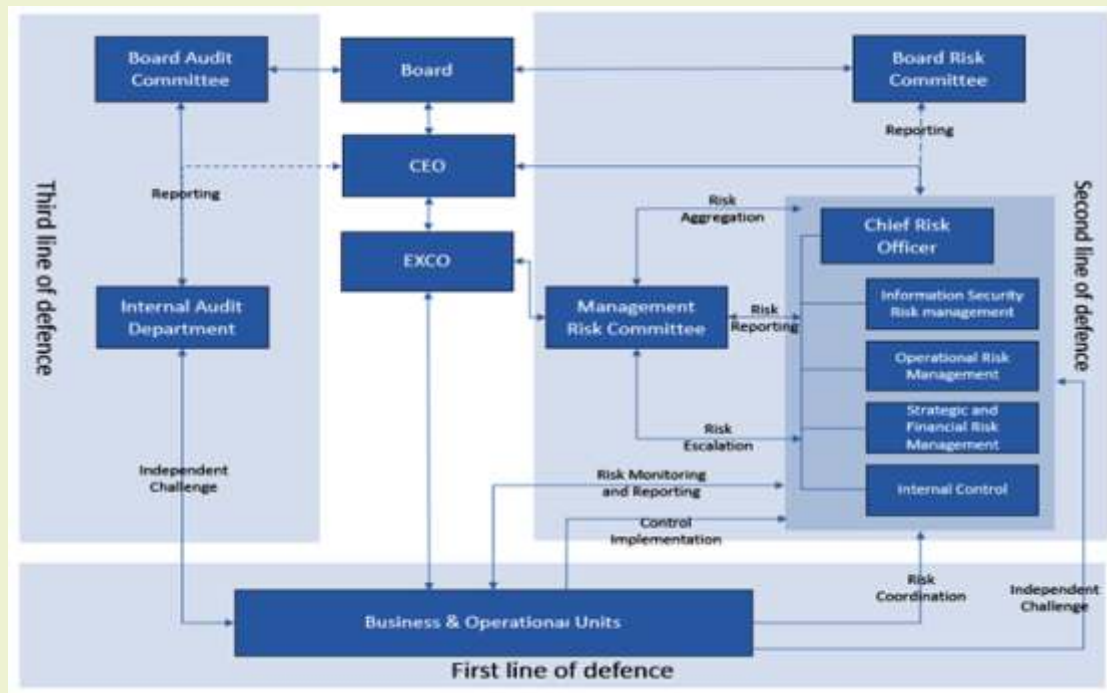 Board Audit
Committee
Board
Board Risk
Committee
Reporting
CEO
Reporting
Third line of defence
Second line of defence
Risk
Aggregation
Chief Risk
Officer
EXCO
Internal Audit
Department
Management
Risk Committee
Risk
Reporting
Information Security
Risk management
Operational Risk
Management
Strategic and
Financial Risk
Management
Risk
Escalation
Internal Control
Independent
Challenge
Risk Monitoring
and Reporting
Control
Implementation
Risk
Coordination
Independent
Challenge
Business & Operational Units
First line of defence